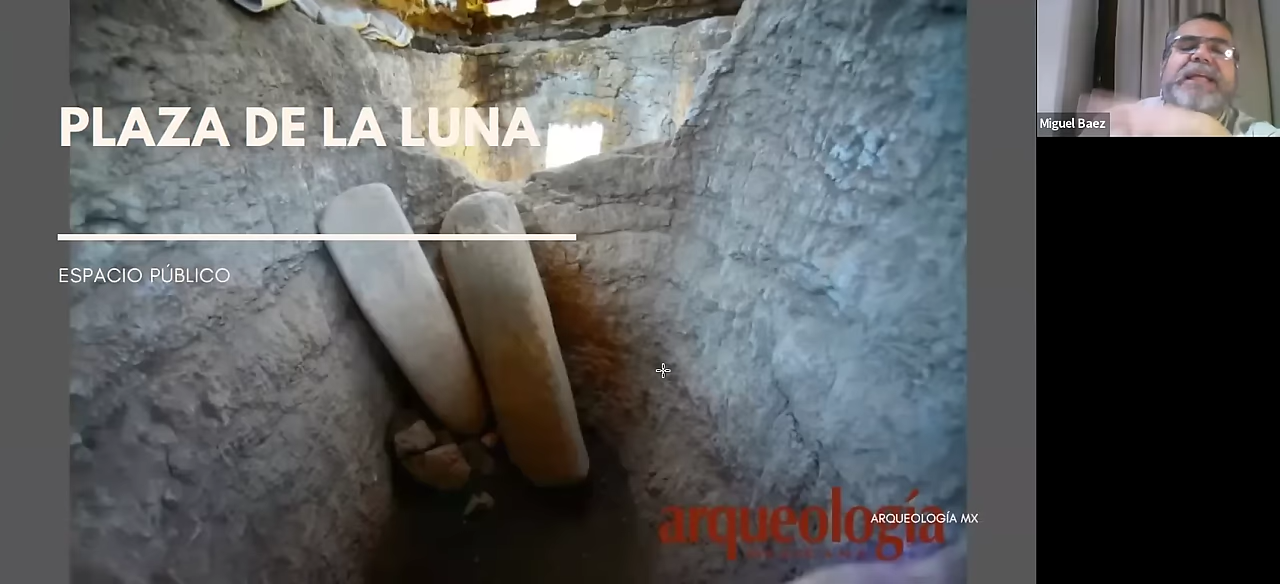 PLAZA DE LA LUNA
ESPACIO PÚBLICO
Miguel Baez
arqueología
ARQUEOLOGÍA MX